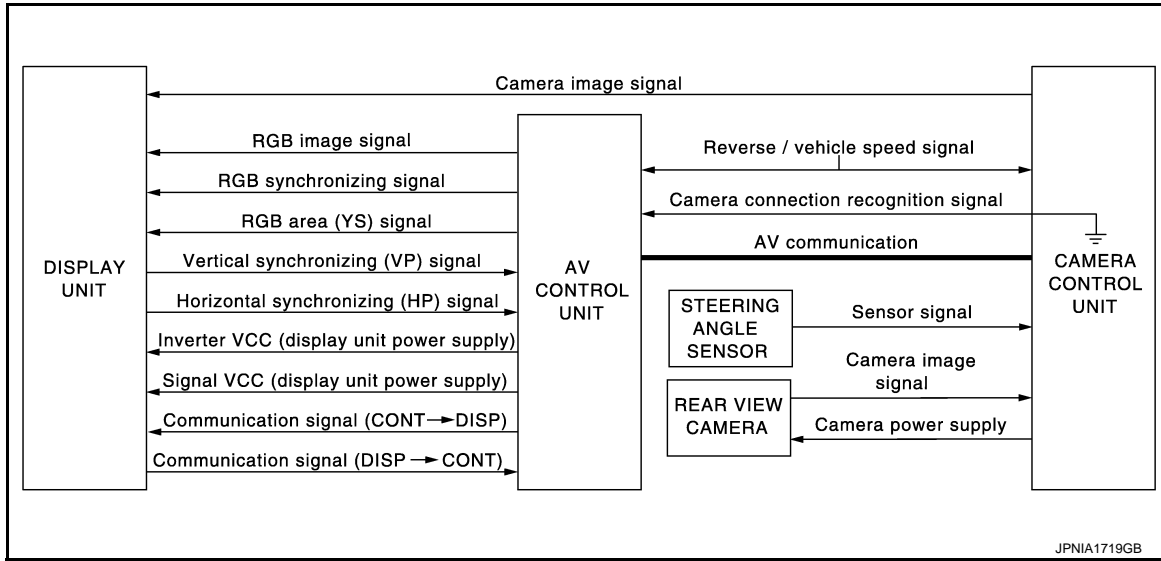 Camera image signal
RGB image signal
Reverse / vehicle speed signal
RGB synchronizing signal
Camera connection recognition signal
RGB area (YS) signal
AV communication
DISPLAY
UNIT
Vertical synchronizing (VP) signal
AV
CONTROL
UNIT
CAMERA
CONTROL
UNIT
Horizontal synchronizing (HP) signal
STEERING
ANGLE
SENSOR
Sensor signal
Inverter VCC (display unit power supply)
Camera image
signal
Signal VCC (display unit power supply)
REAR VIEW
CAMERA
Camera power supply
Communication signal (CONT→DISP)
Communication signal (DISP → CONT)
JPNIA1719GB